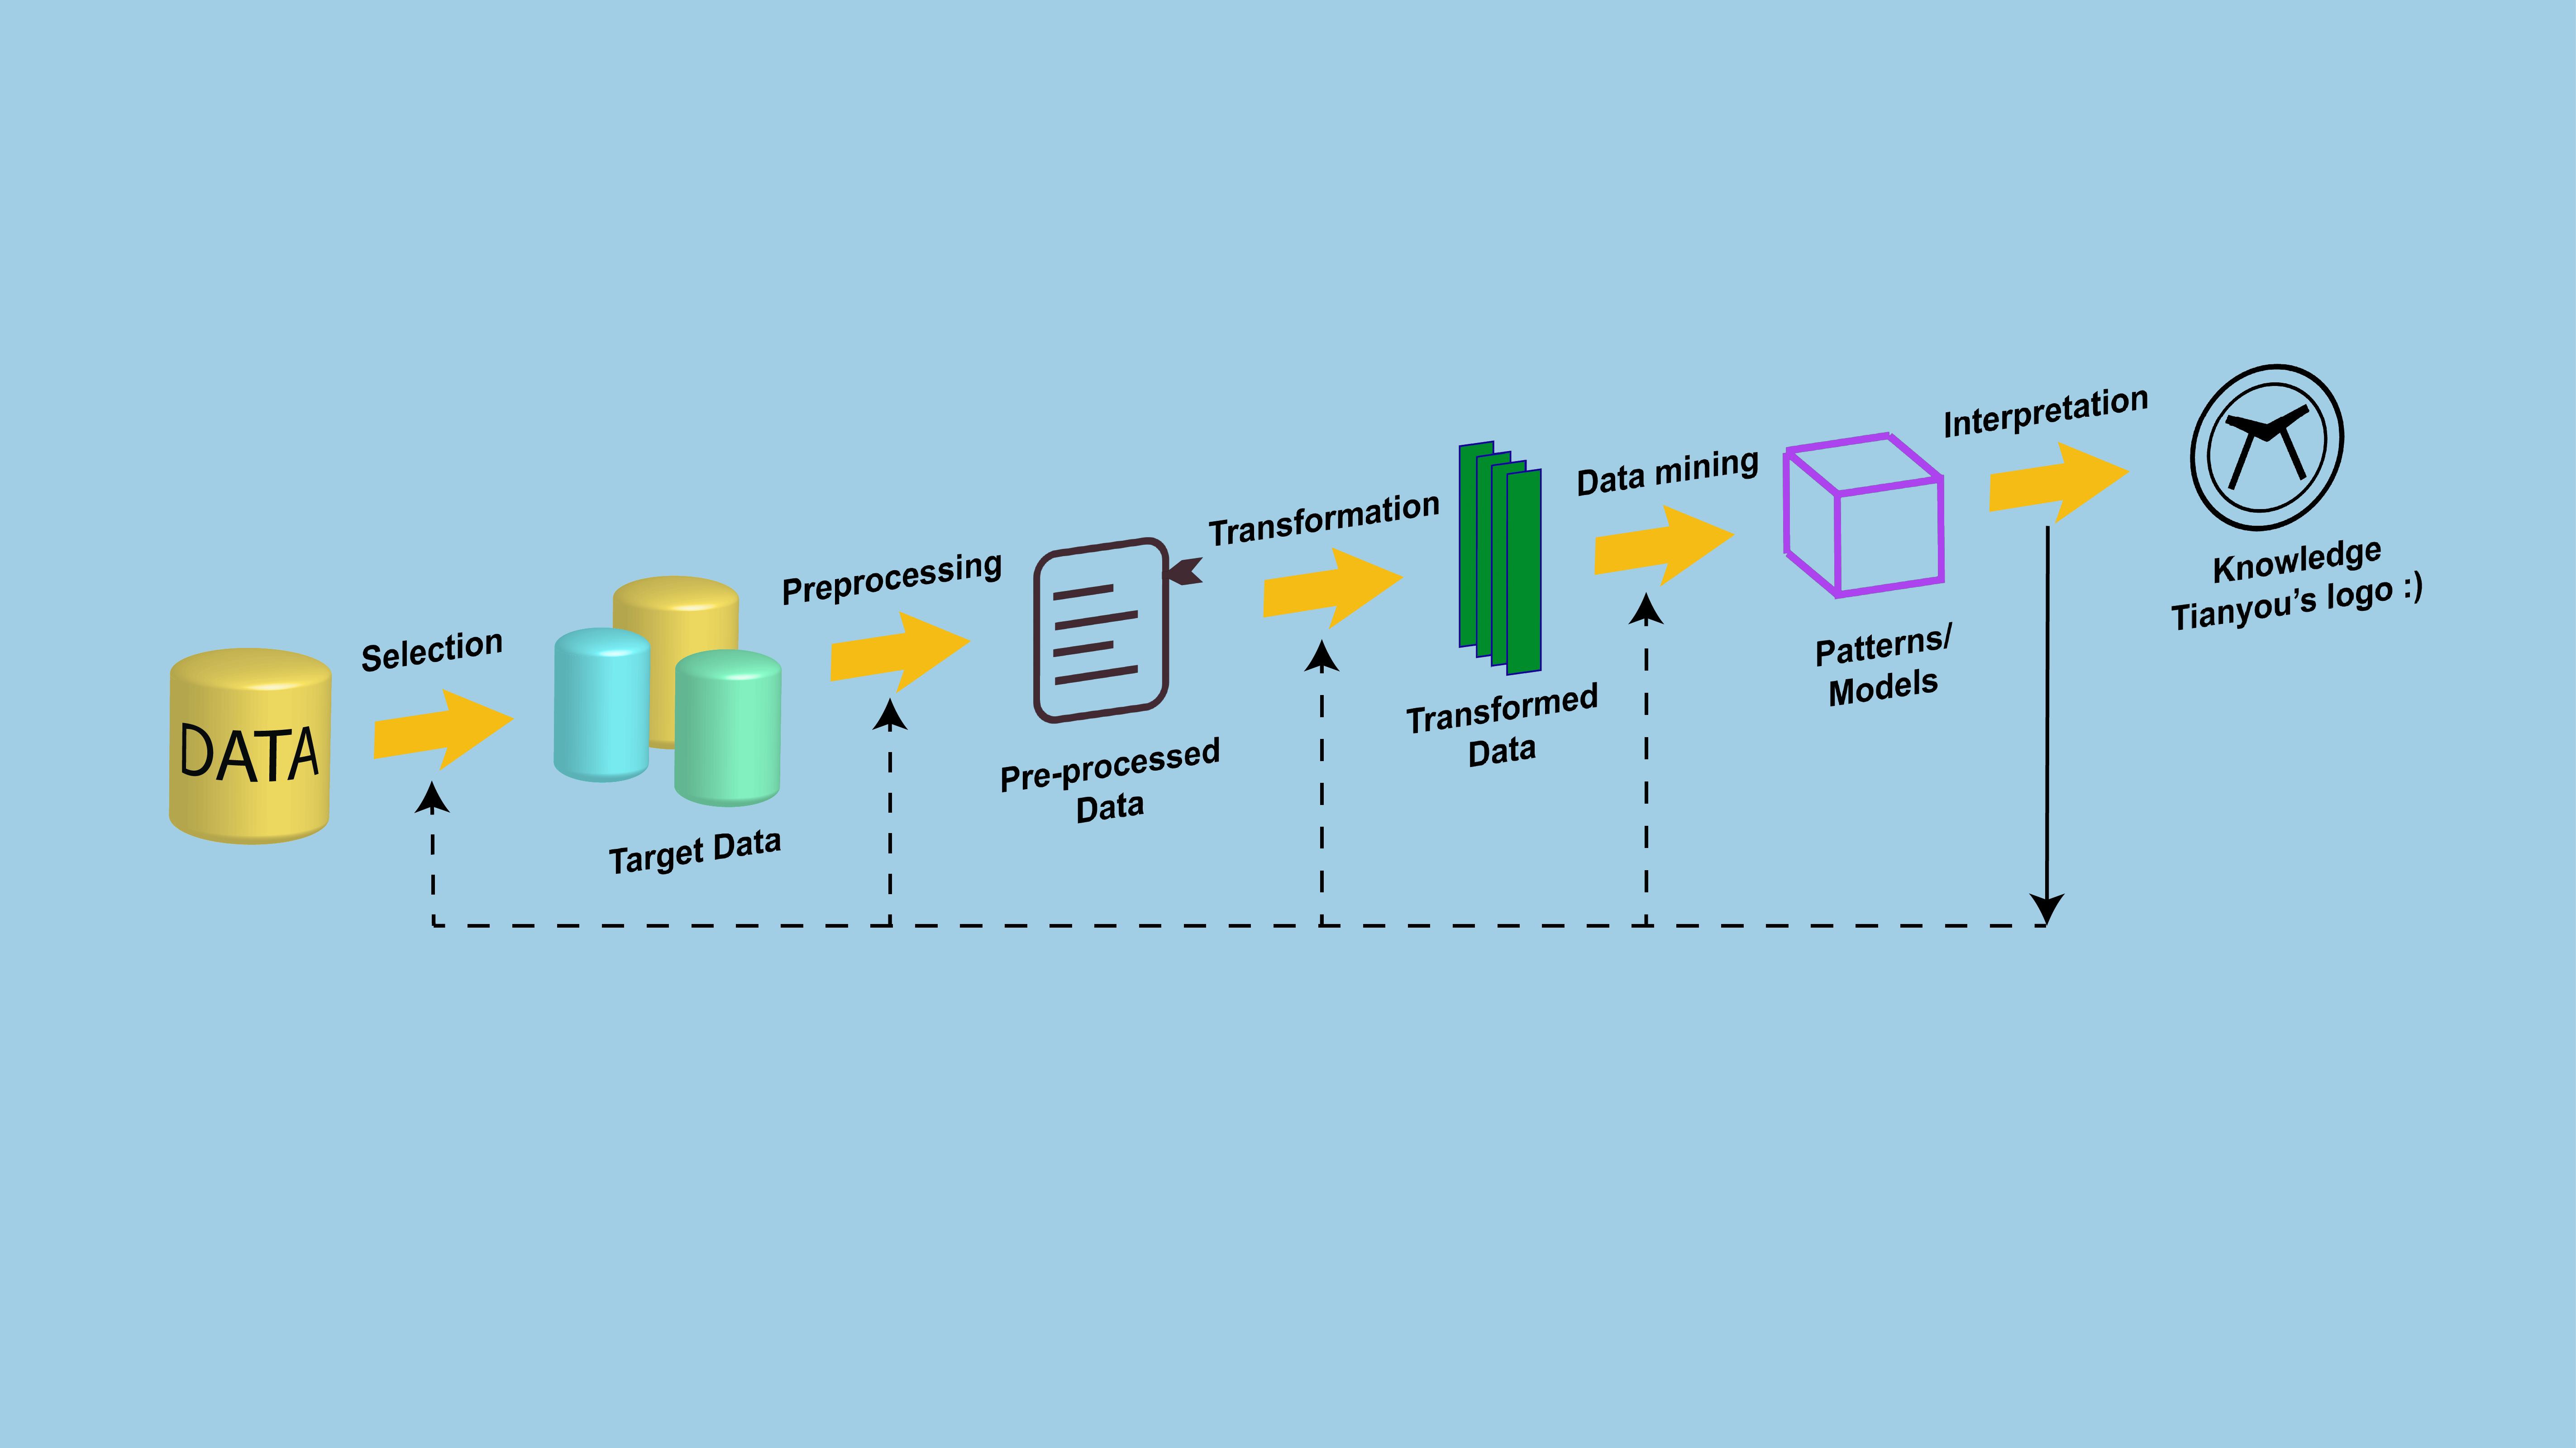 DATA
Selection
Target Data
Preprocessing
Pre-processed
Data
Transformation
Transformed
Data
Data mining
Patterns/
Models
Interpretation
Knowledge
Tianyou’s logo :)